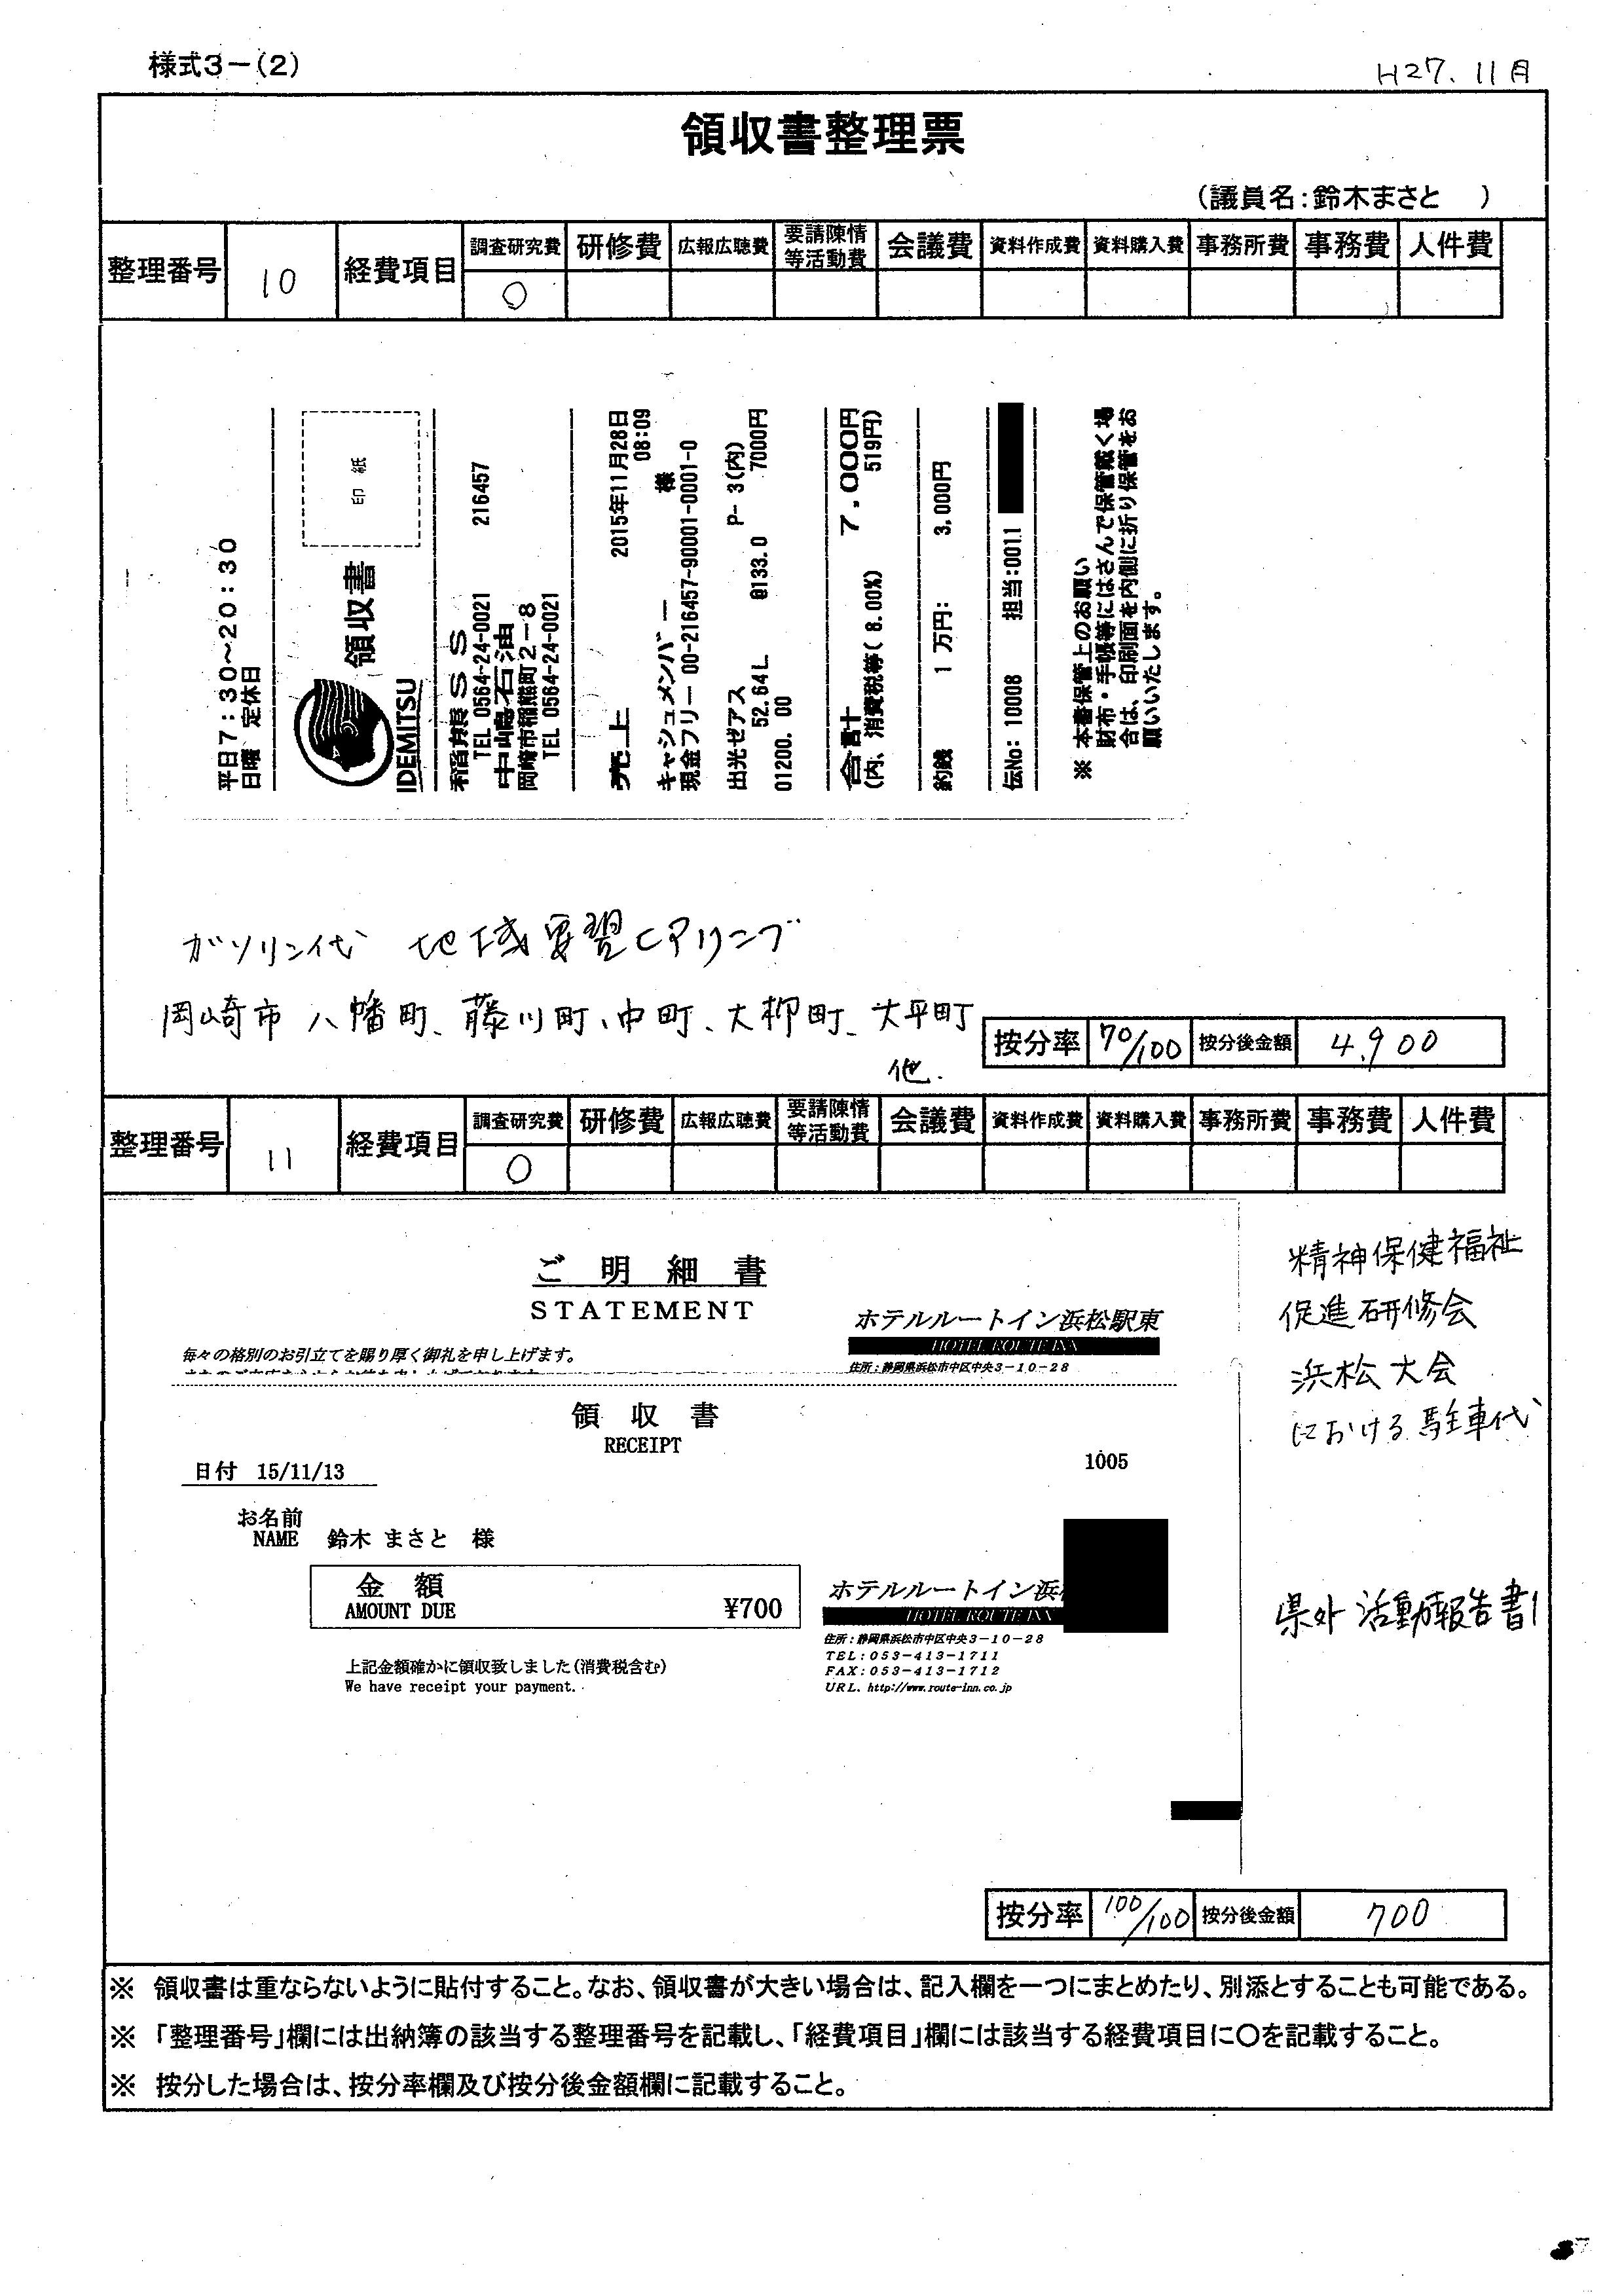 様式3-(2)
H27. 11月
領収書整理票
(議員名:鈴木まさと )
整理番号 10 経費項目 調査研究費 研修費 広報広聴費 要請陳情等活動費 会議費 資料作成費 資料購入費 事務所費 事務費 人件費
○
平日7:30~20:30
日曜 定休日
IDEMITSU 領収書 印紙
稲熊SS 216457
TEL 0564-24-0021
中嶋石油
岡崎市稲熊町2-8
TEL 0564-24-0021
売上 2015年11月28日
08:09
キャシュメンバー 様
現金フリー 00-216457-90001-0001-0
出光ゼアス P- 3(内)
52.64L @133.0 7000円
01200. 00
合計 7,000円
(内、消費税等( 8.00%) 519円)
釣銭 1万円: 3,000円
伝No: 10008 担当:0011
※ 本書保管上のお願い
財布・手帳等にはさんで保管戴く場
合は、印刷面を内側に折り保管をお
願いいたします。
ガソリン代 地域要望ヒアリング
岡崎市 八幡町、藤川町、中町、大柳町、大平町
他.
按分率 70/100 按分後金額 4,900
整理番号 11 経費項目 調査研究費 研修費 広報広聴費 要請陳情等活動費 会議費 資料作成費 資料購入費 事務所費 事務費 人件費
○
ご明細書
STATEMENT
ホテルルートイン浜松駅東
HOTEL ROUTE INN
毎々の格別のお引立てを賜り厚く御礼を申し上げます。
住所:静岡県浜松市中区中央3-10-28
領収書
RECEIPT
日付 15/11/13
1005
お名前
NAME 鈴木 まさと 様
金額
AMOUNT DUE ¥700
ホテルルートイン浜
HOTEL ROUTE INN
住所:静岡県浜松市中区中央3-10-28
TEL:053-413-1711
FAX:053-413-1712
URL. http://www.route-inn.co.jp
上記金額確かに領収致しました(消費税含む)
We have receipt your payment.
精神保健福祉
促進研修会
浜松大会
における駐車代
県外活動報告書1
按分率 100/100 按分後金額 700
※ 領収書は重ならないように貼付すること。なお、領収書が大きい場合は、記入欄を一つにまとめたり、別添とすることも可能である。
※ 「整理番号」欄には出納簿の該当する整理番号を記載し、「経費項目」欄には該当する経費項目に○を記載すること。
※ 按分した場合は、按分率欄及び按分後金額欄に記載すること。